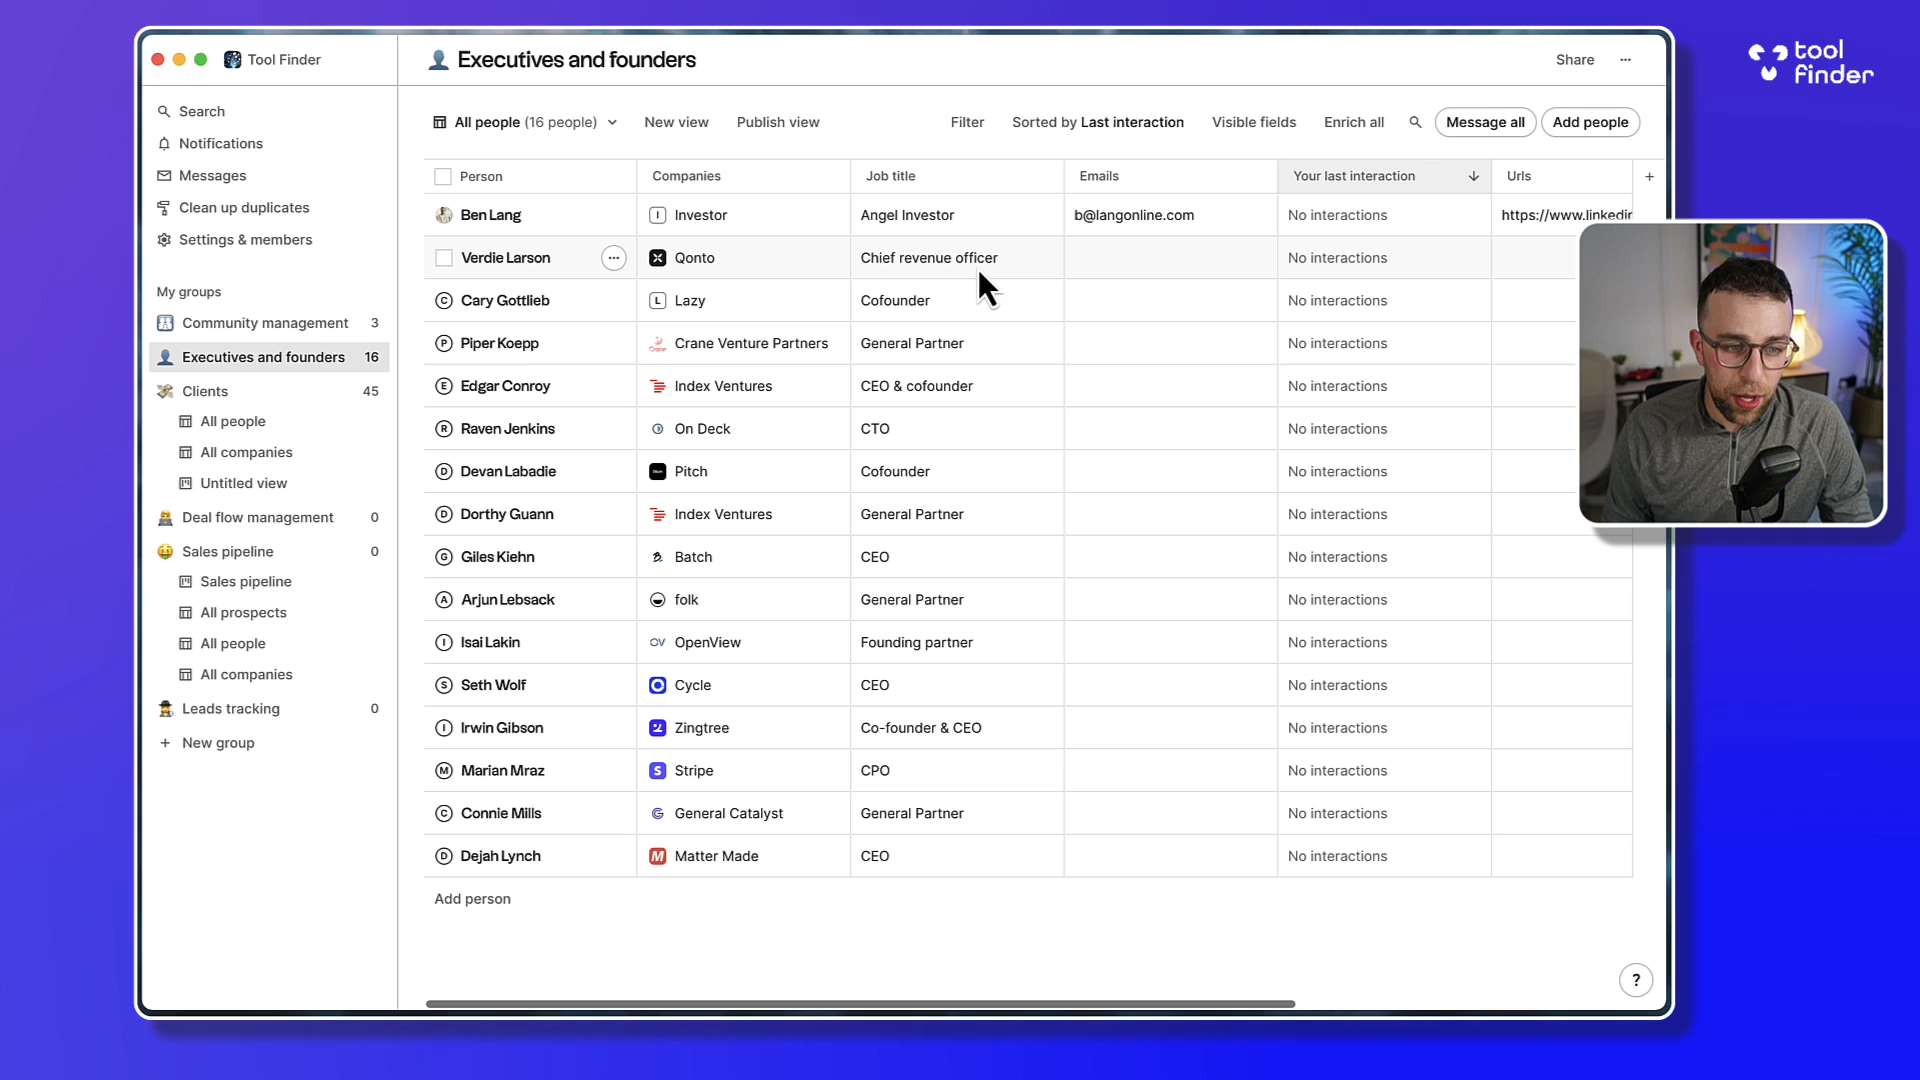 Tool Finder
Executives and founders
Share
tool
finder
Search
Notifications
Messages
Clean up duplicates
Settings & members
My groups
Community management 3
Executives and founders 16
Clients 45
All people
All companies
Untitled view
Deal flow management 0
Sales pipeline 0
Sales pipeline
All prospects
All people
All companies
Leads tracking 0
+ New group
All people (16 people) New view Publish view Filter Sorted by Last interaction Visible fields Enrich all Message all Add people
Person Companies Job title Emails Your last interaction Urls +
Ben Lang I Investor Angel Investor b@langonline.com No interactions https://www.linkedin
Verdie Larson Qonto Chief revenue officer No interactions
C Cary Gottlieb L Lazy Cofounder No interactions
P Piper Koepp Crane Venture Partners General Partner No interactions
E Edgar Conroy Index Ventures CEO & cofounder No interactions
R Raven Jenkins On Deck CTO No interactions
D Devan Labadie Pitch Cofounder No interactions
D Dorthy Guann Index Ventures General Partner No interactions
G Giles Kiehn Batch CEO No interactions
A Arjun Lebsack folk General Partner No interactions
I Isai Lakin OV OpenView Founding partner No interactions
S Seth Wolf Cycle CEO No interactions
I Irwin Gibson Zingtree Co-founder & CEO No interactions
M Marian Mraz S Stripe CPO No interactions
C Connie Mills General Catalyst General Partner No interactions
D Dejah Lynch M Matter Made CEO No interactions
Add person
?